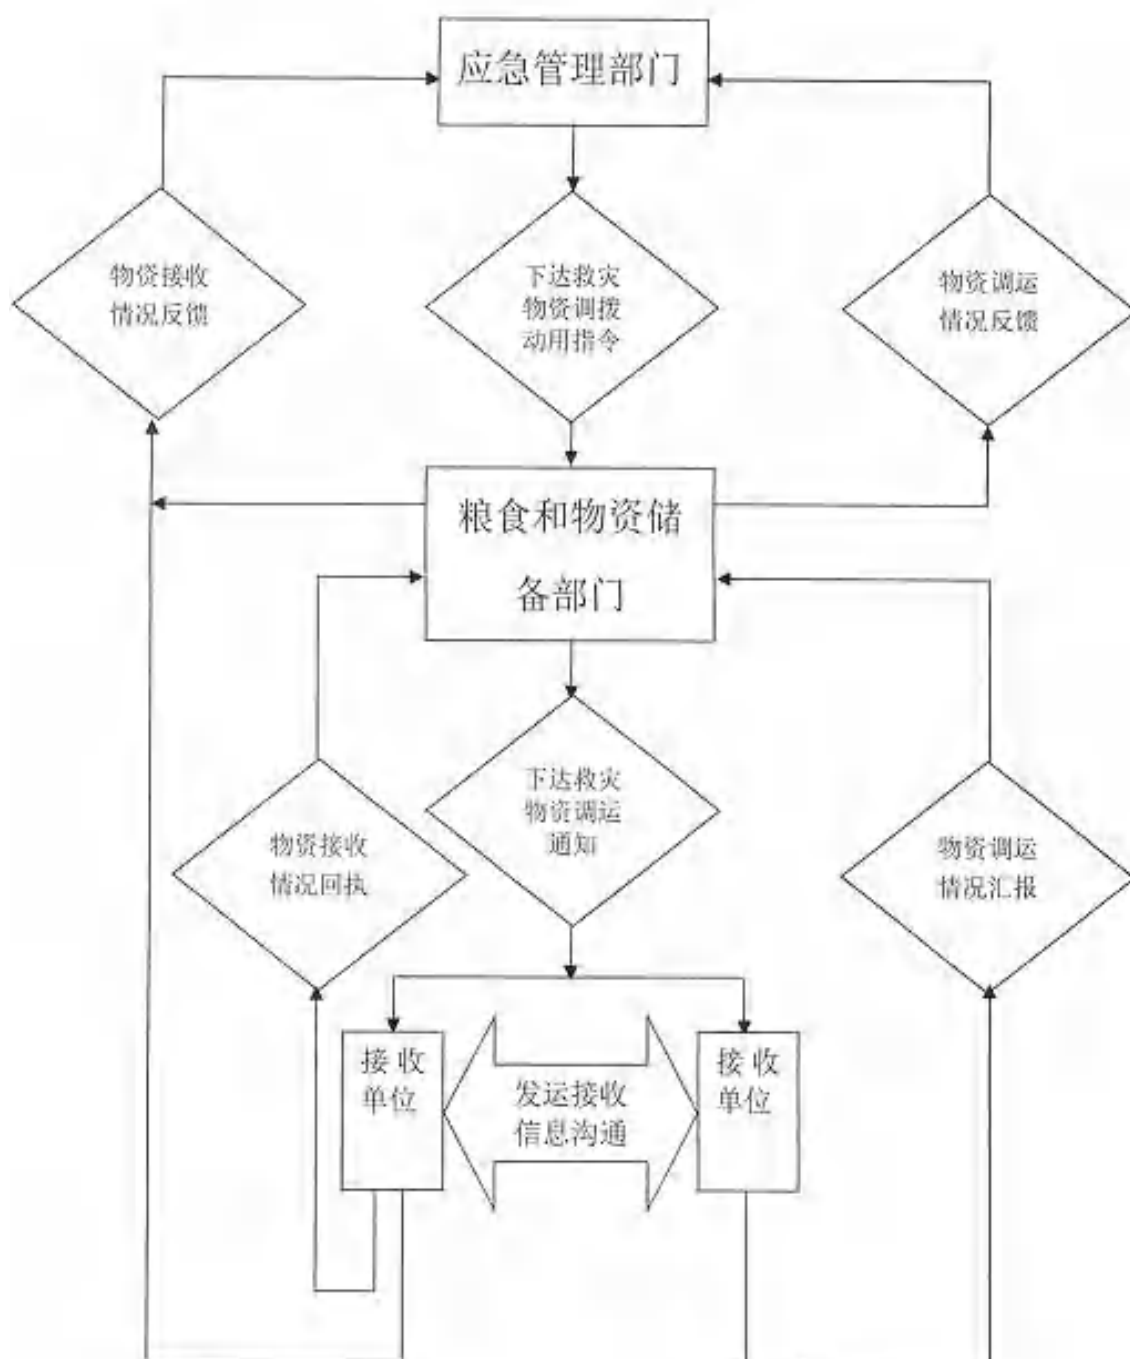 应急管理部门
物资接收
情况反馈
下达救灾
物资调拨
动用指令
物资调运
情况反馈
粮食和物资储
备部门
物资接收
情况回执
下达救灾
物资调运
通知
物资调运
情况汇报
接收
单位
发运接收
信息沟通
接收
单位